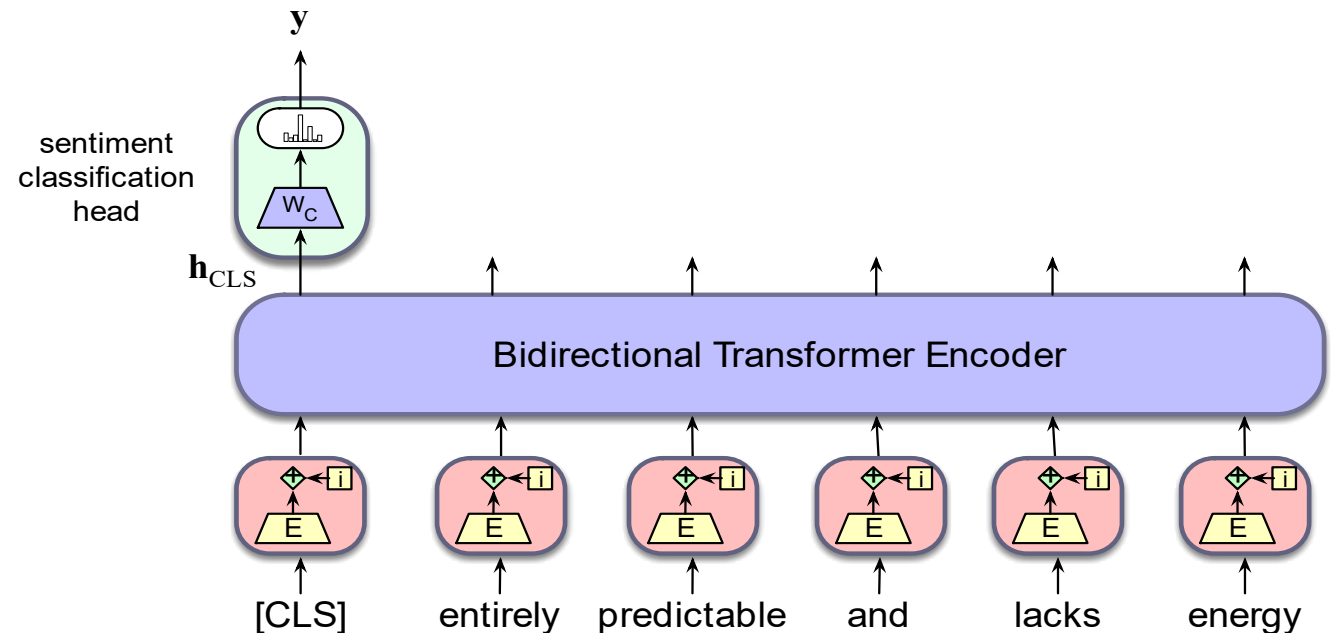 y
sentiment
classification
head
W_C
h_CLS
Bidirectional Transformer Encoder
+ i + i + i + i + i + i
E E E E E E
[CLS] entirely predictable and lacks energy